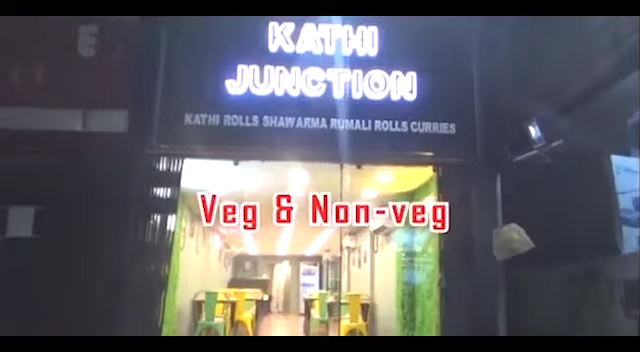 KATHI
JUNCTION
KATHI ROLLS SHAWARMA RUMALI ROLLS CURRIES
Veg & Non-veg